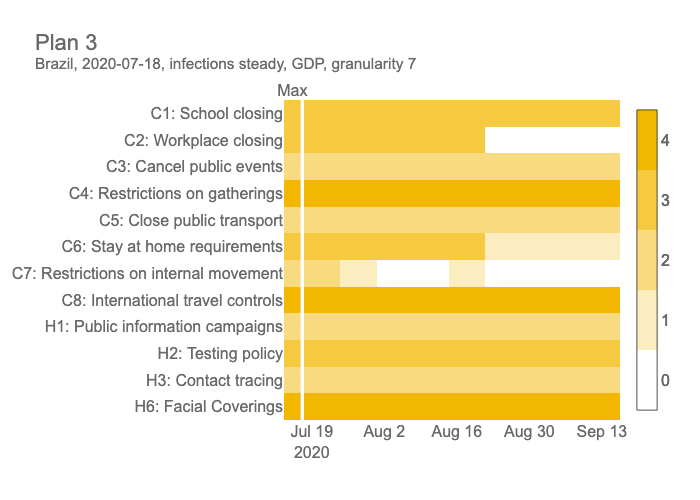 Plan 3
Brazil, 2020-07-18, infections steady, GDP, granularity 7
Max
C1: School closing
C2: Workplace closing
C3: Cancel public events
C4: Restrictions on gatherings
C5: Close public transport
C6: Stay at home requirements
C7: Restrictions on internal movement
C8: International travel controls
H1: Public information campaigns
H2: Testing policy
H3: Contact tracing
H6: Facial Coverings
Jul 19 Aug 2 Aug 16 Aug 30 Sep 13
2020
4
3
2
1
0